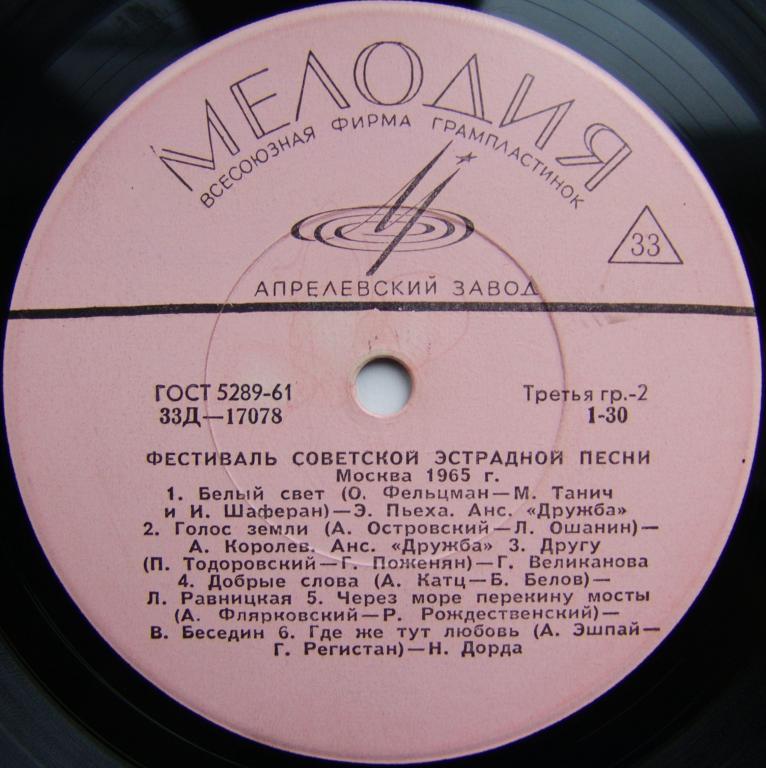 МЕЛОДИЯ
ВСЕСОЮЗНАЯ ФИРМА ГРАМПЛАСТИНОК
33
АПРЕЛЕВСКИЙ ЗАВОД
ГОСТ 5289-61 Третья гр.-2
33Д—17078 1-30
ФЕСТИВАЛЬ СОВЕТСКОЙ ЭСТРАДНОЙ ПЕСНИ
Москва 1965 г.
1. Белый свет (О. Фельцман—М. Танич
и И. Шаферан)—Э. Пьеха. Анс. «Дружба»
2. Голос земли (А. Островский—Л. Ошанин)—
А. Королев. Анс. «Дружба» 3. Другу
(П. Тодоровский—Г. Поженян)—Г. Великанова
4. Добрые слова (А. Катц—Б. Белов)—
Л. Равницкая 5. Через море перекину мосты
(А. Флярковский—Р. Рождественский)—
В. Беседин 6. Где же тут любовь (А. Эшпай—
Г. Регистан)—Н. Дорда